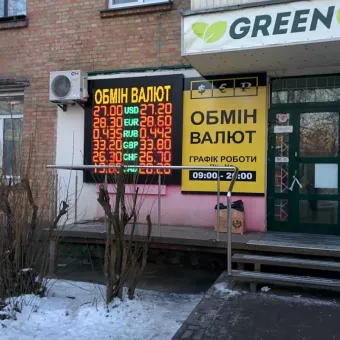 GREEN
ОБМІН ВАЛЮТ
27.00 USD 27.20
28.30 EUR 28.60
0.435 RUB 0.442
33.20 GBP 33.80
26.30 CHF 26.70
$ € ₽
ОБМІН
ВАЛЮТ
ГРАФІК РОБОТИ
09:00 - 20:00